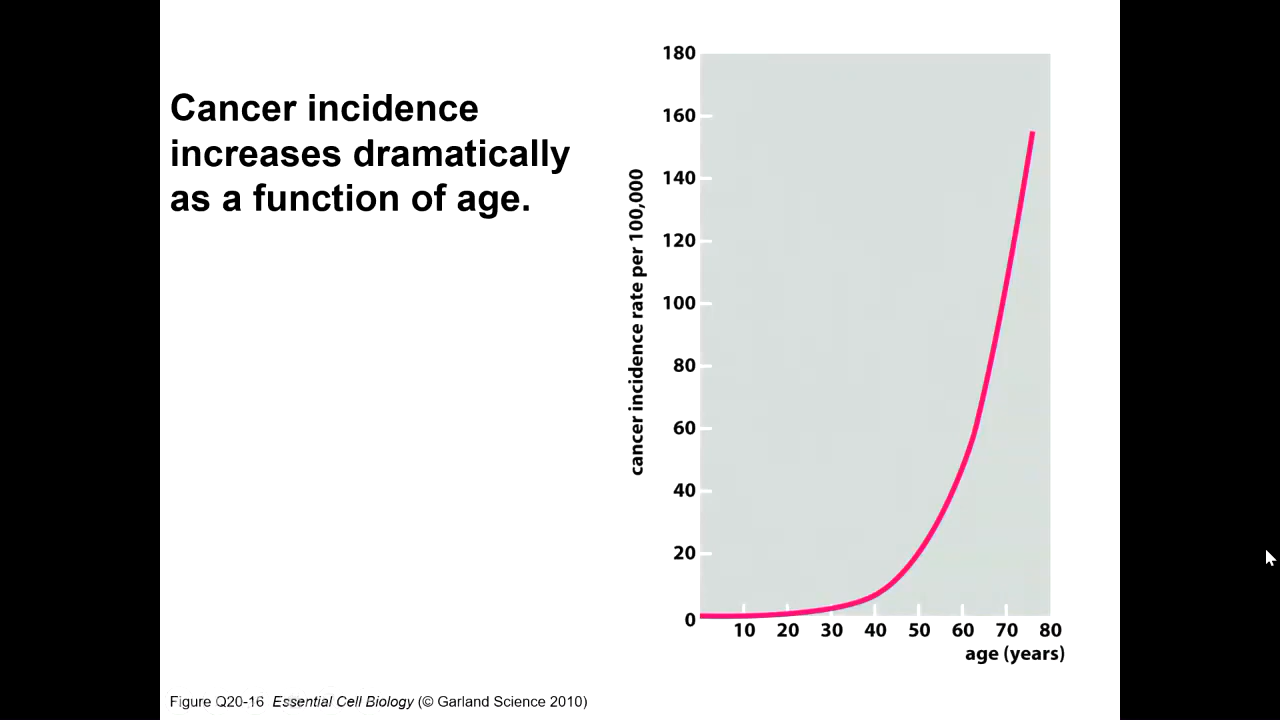 Cancer incidence
increases dramatically
as a function of age.
180
160
140
120
100
80
60
40
20
0
cancer incidence rate per 100,000
10 20 30 40 50 60 70 80
age (years)
Figure Q20-16 Essential Cell Biology (© Garland Science 2010)